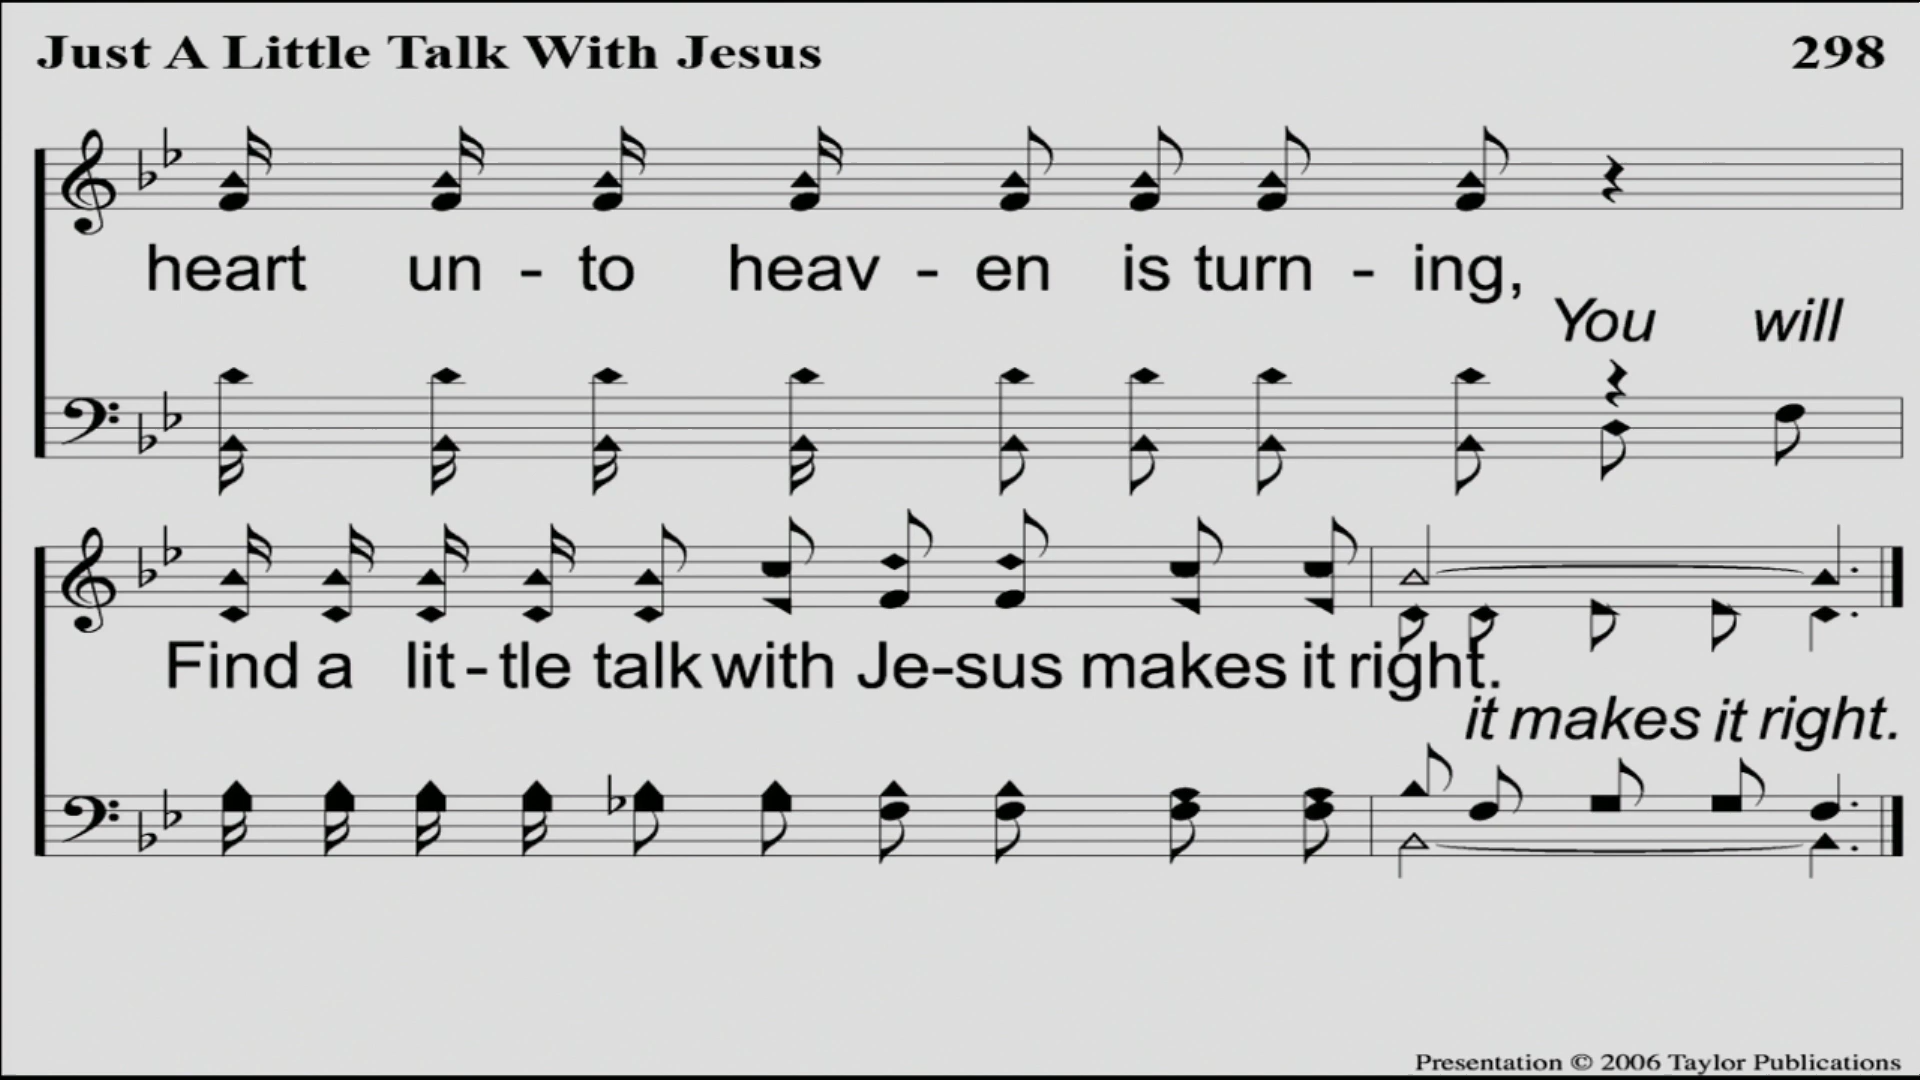 Just A Little Talk With Jesus 298
heart un - to heav - en is turn - ing,
You will
Find a lit - tle talk with Je - sus makes it right.
it makes it right.
Presentation © 2006 Taylor Publications